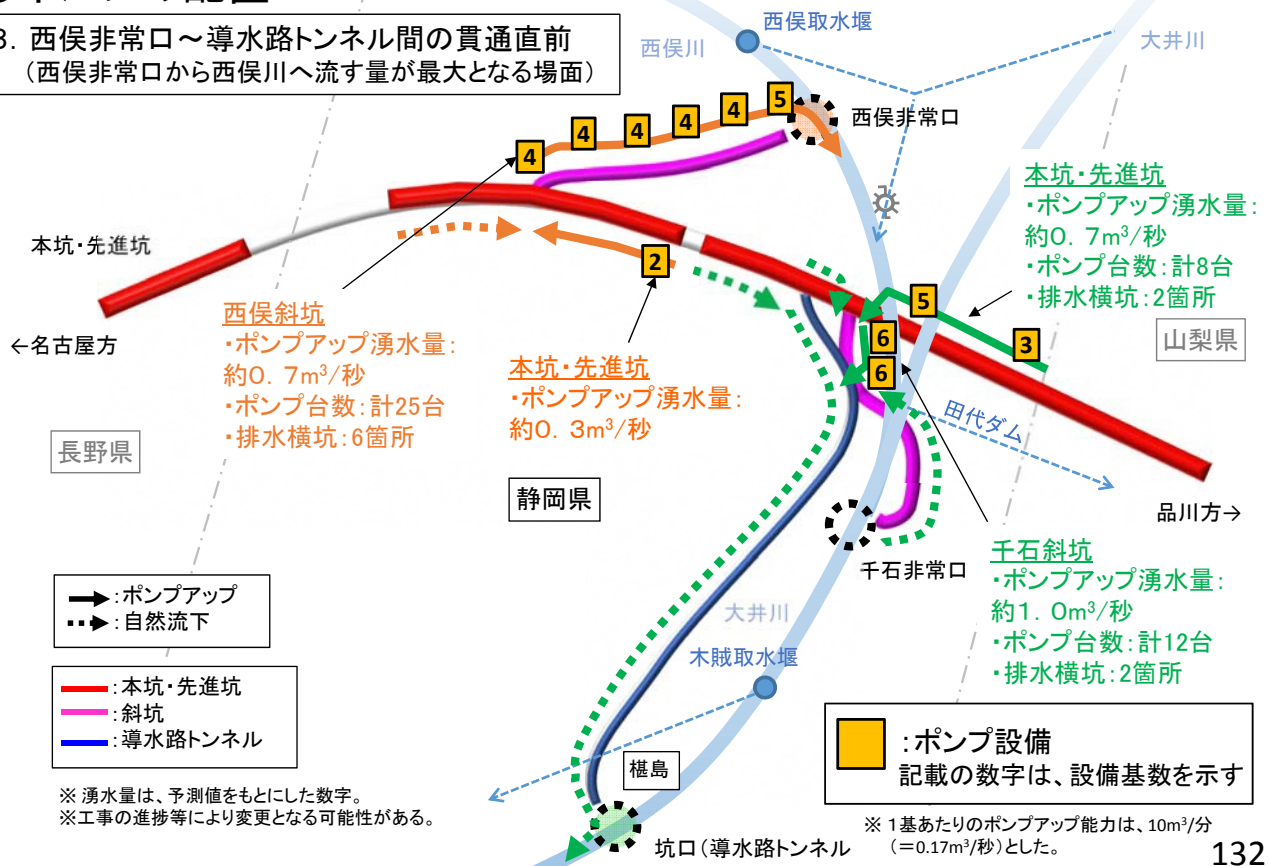 3. 西俣非常口～導水路トンネル間の貫通直前
（西俣非常口から西俣川へ流す量が最大となる場面）
西俣取水堰
西俣川
大井川
西俣非常口
5
4
4
4
4
4
本坑・先進坑
・ポンプアップ湧水量：
約0．7m³/秒
・ポンプ台数：計8台
・排水横坑：2箇所
本坑・先進坑
2
5
3
6
6
山梨県
←名古屋方
西俣斜坑
・ポンプアップ湧水量：
約0．7m³/秒
・ポンプ台数：計25台
・排水横坑：6箇所
本坑・先進坑
・ポンプアップ湧水量：
約0．3m³/秒
田代ダム
長野県
静岡県
品川方→
千石非常口
千石斜坑
・ポンプアップ湧水量：
約1．0m³/秒
・ポンプ台数：計12台
・排水横坑：2箇所
：ポンプアップ
：自然流下
大井川
木賊取水堰
：本坑・先進坑
：斜坑
：導水路トンネル
椹島
：ポンプ設備
記載の数字は、設備基数を示す
※ 湧水量は、予測値をもとにした数字。
※工事の進捗等により変更となる可能性がある。
※ 1基あたりのポンプアップ能力は、10m³/分
（＝0.17m³/秒）とした。
坑口（導水路トンネル
132